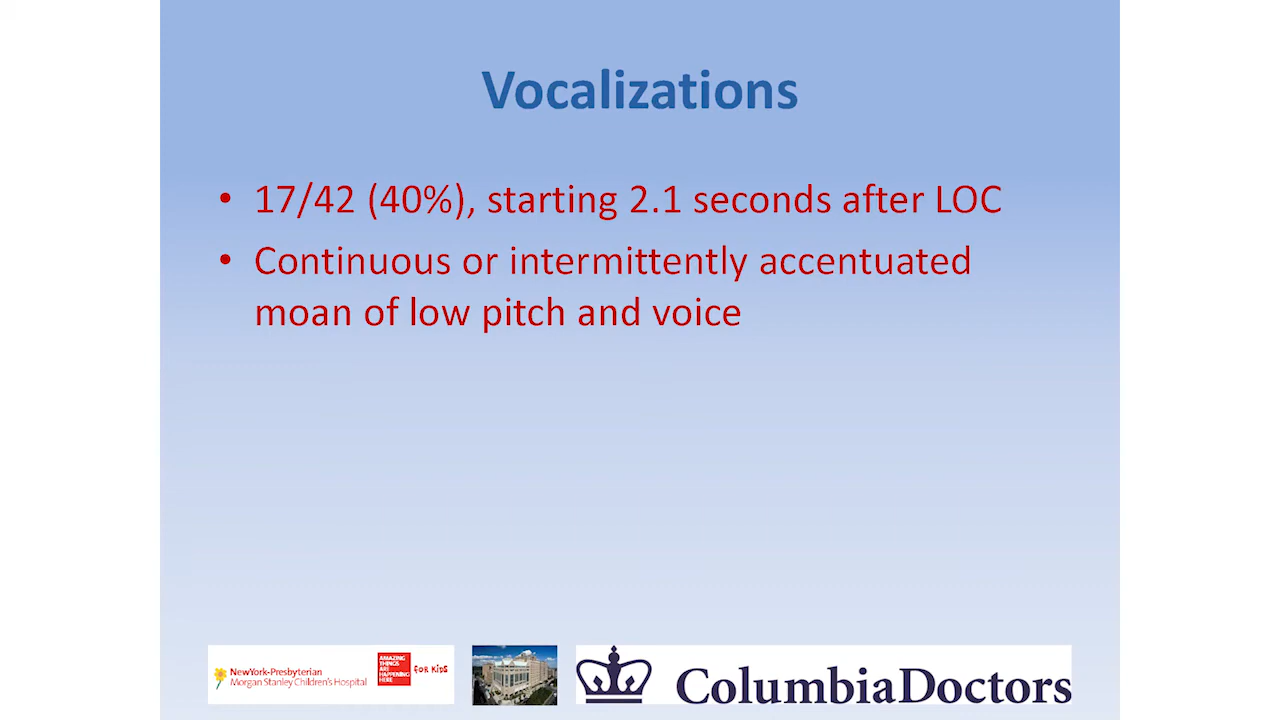 Vocalizations
• 17/42 (40%), starting 2.1 seconds after LOC
• Continuous or intermittently accentuated
moan of low pitch and voice
NewYork-Presbyterian
Morgan Stanley Children's Hospital
AMAZING
THINGS
ARE
HAPPENING
HERE
FOR KIDS
ColumbiaDoctors